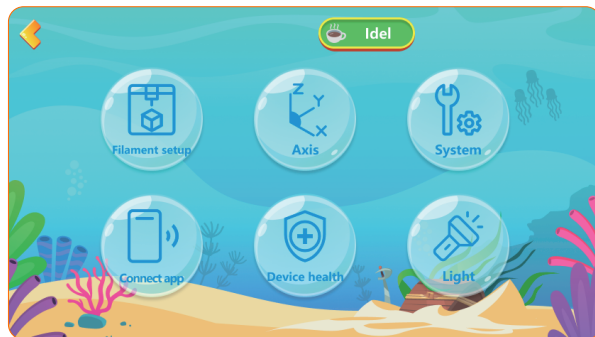 Idel
Filament setup
Z
Y
X
Axis
System
Connect app
Device health
Light